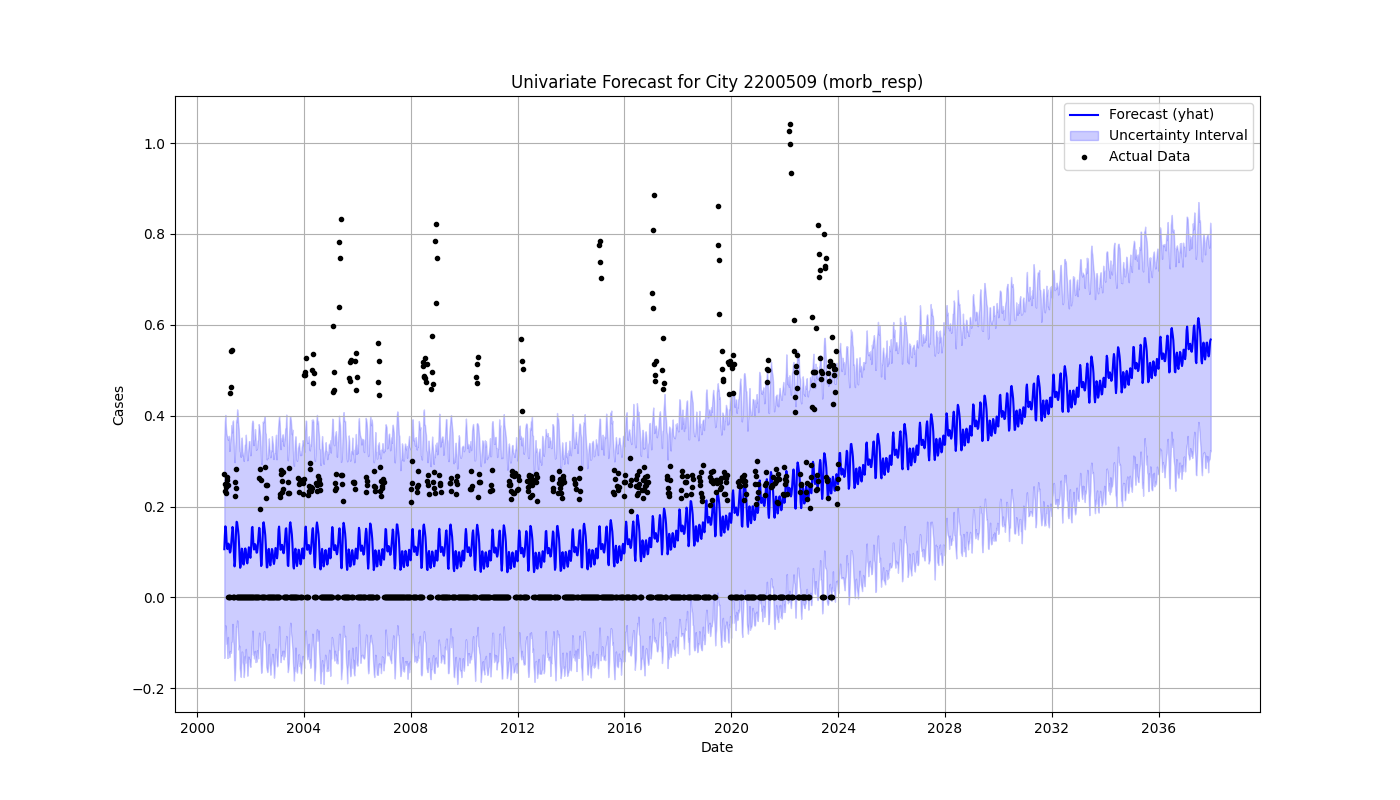 Univariate Forecast for City 2200509 (morb_resp)
Forecast (yhat)
Uncertainty Interval
Actual Data
Cases
1.0
0.8
0.6
0.4
0.2
0.0
−0.2
2000
2004
2008
2012
2016
2020
2024
2028
2032
2036
Date